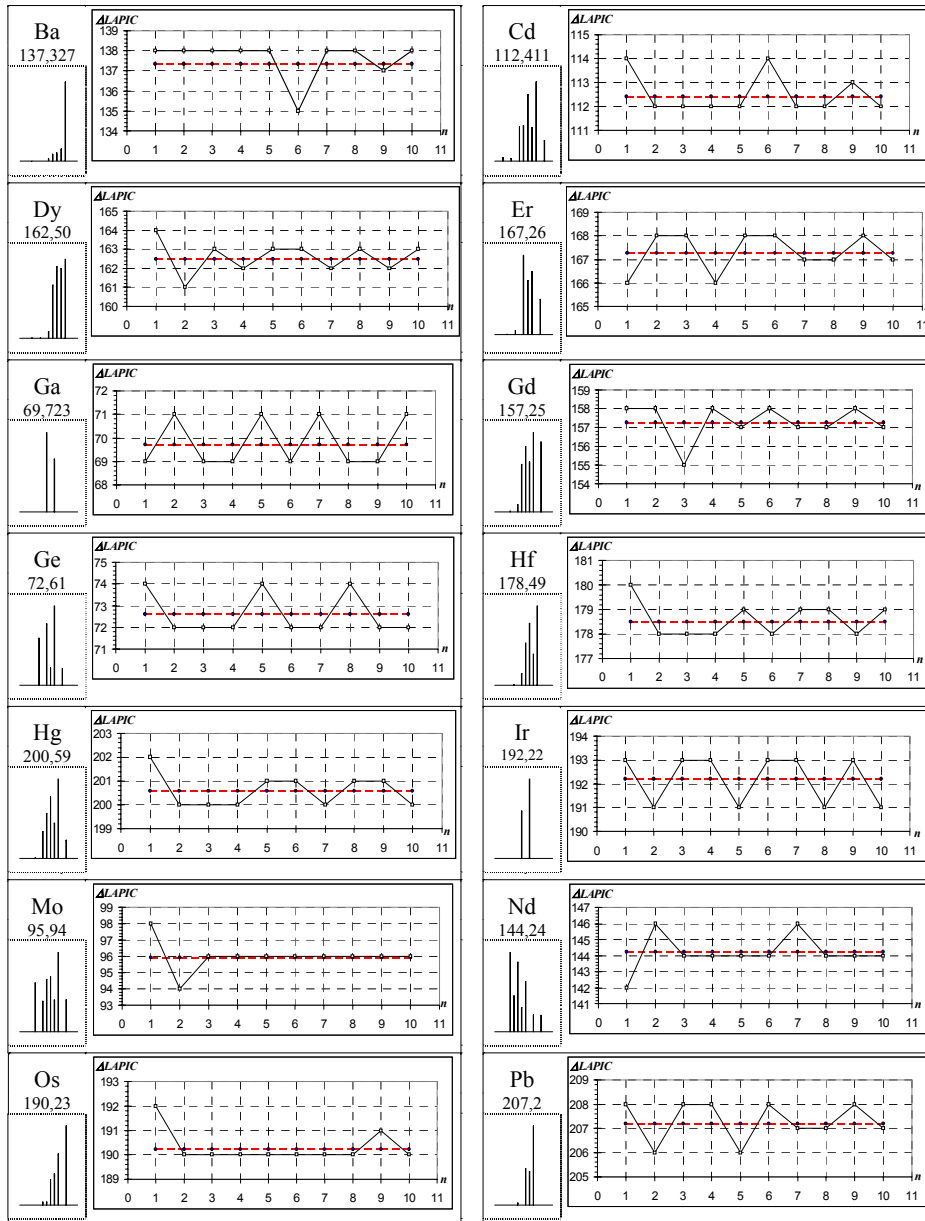 Ba
137,327
ΔLAPIC
139
138
137
136
135
134
0 1 2 3 4 5 6 7 8 9 10 11
n
Cd
112,411
ΔLAPIC
115
114
113
112
111
0 1 2 3 4 5 6 7 8 9 10 11
n
Dy
162,50
ΔLAPIC
165
164
163
162
161
160
0 1 2 3 4 5 6 7 8 9 10 11
n
Er
167,26
ΔLAPIC
169
168
167
166
165
0 1 2 3 4 5 6 7 8 9 10 11
n
Ga
69,723
ΔLAPIC
72
71
70
69
68
0 1 2 3 4 5 6 7 8 9 10 11
n
Gd
157,25
ΔLAPIC
159
158
157
156
155
154
0 1 2 3 4 5 6 7 8 9 10 11
n
Ge
72,61
ΔLAPIC
75
74
73
72
71
0 1 2 3 4 5 6 7 8 9 10 11
n
Hf
178,49
ΔLAPIC
181
180
179
178
177
0 1 2 3 4 5 6 7 8 9 10 11
n
Hg
200,59
ΔLAPIC
203
202
201
200
199
0 1 2 3 4 5 6 7 8 9 10 11
n
Ir
192,22
ΔLAPIC
194
193
192
191
190
0 1 2 3 4 5 6 7 8 9 10 11
n
Mo
95,94
ΔLAPIC
99
98
97
96
95
94
93
0 1 2 3 4 5 6 7 8 9 10 11
n
Nd
144,24
ΔLAPIC
147
146
145
144
143
142
141
0 1 2 3 4 5 6 7 8 9 10 11
n
Os
190,23
ΔLAPIC
193
192
191
190
189
0 1 2 3 4 5 6 7 8 9 10 11
n
Pb
207,2
ΔLAPIC
209
208
207
206
205
0 1 2 3 4 5 6 7 8 9 10 11
n